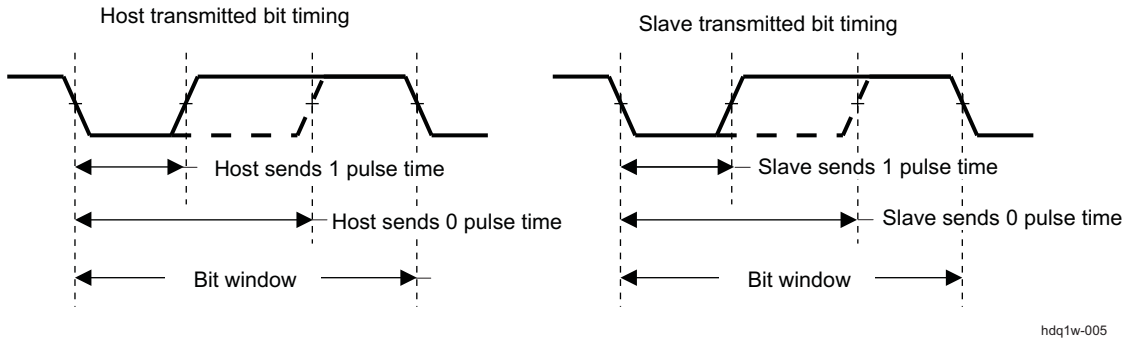 Host transmitted bit timing
Slave transmitted bit timing
Host sends 1 pulse time
Slave sends 1 pulse time
Host sends 0 pulse time
Slave sends 0 pulse time
Bit window
Bit window
hdq1w-005